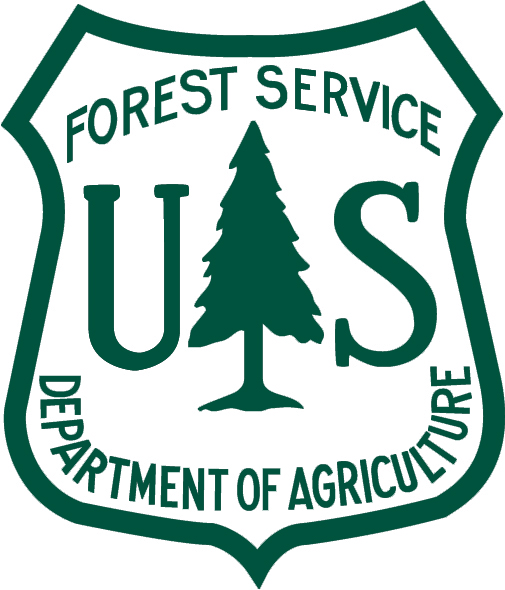 FOREST SERVICE
U S
DEPARTMENT OF AGRICULTURE